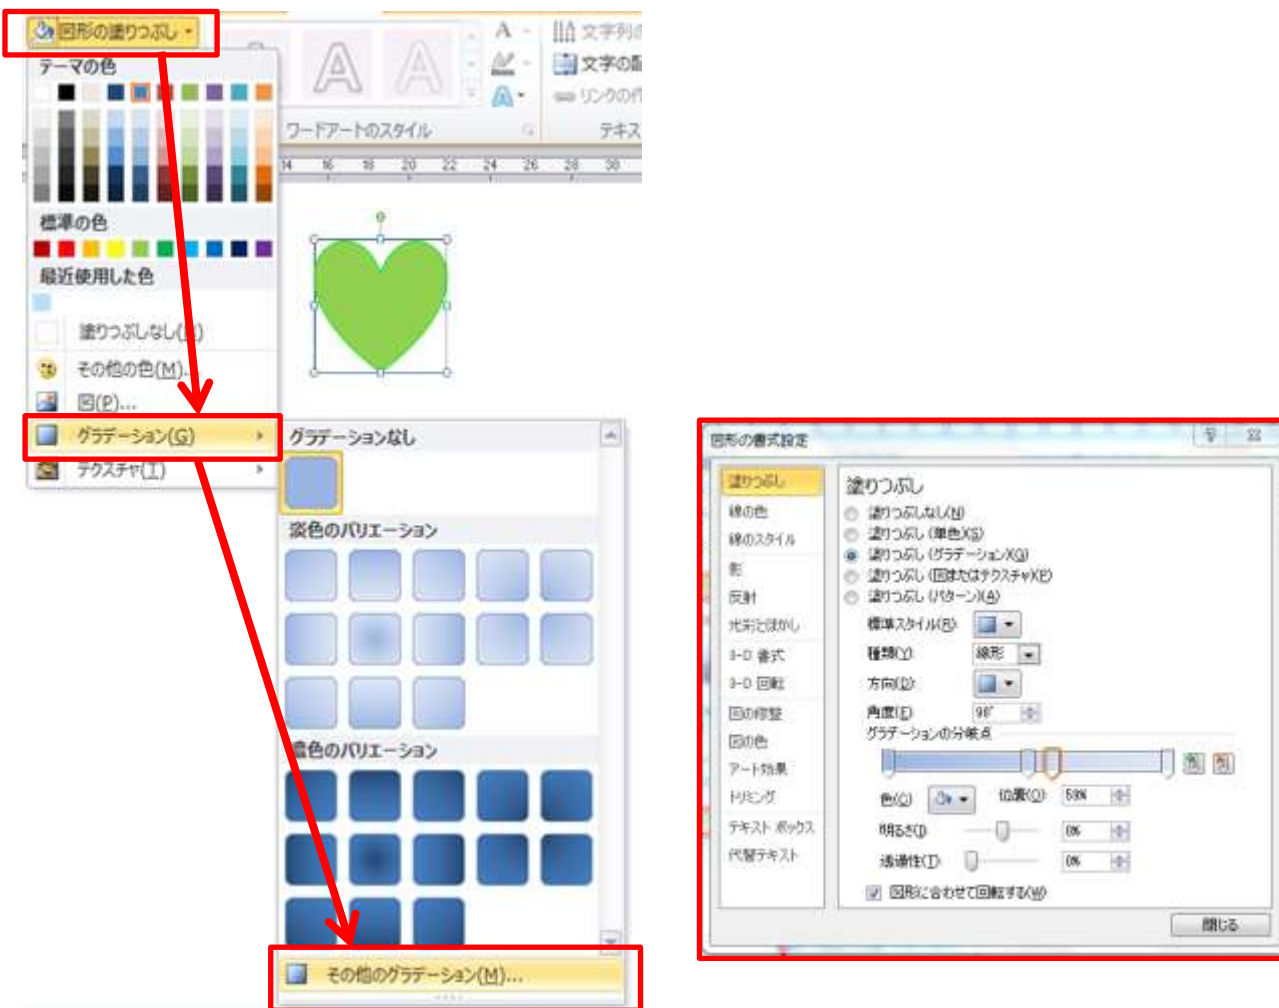 図形の塗りつぶし
テーマの色
標準の色
最近使用した色
塗りつぶしなし(N)
その他の色(M)...
図(P)...
グラデーション(G)
テクスチャ(T)
A
文字列の
A
A
文字の配
A
リンクの作
ワードアートのスタイル
テキス
14 16 18 20 22 24 26 28 30
グラデーションなし
淡色のバリエーション
濃色のバリエーション
その他のグラデーション(M)...
図形の書式設定
塗りつぶし
線の色
線のスタイル
影
反射
光彩とぼかし
3-D 書式
3-D 回転
図の修整
図の色
アート効果
トリミング
テキスト ボックス
代替テキスト
塗りつぶし
塗りつぶしなし(N)
塗りつぶし (単色)(S)
塗りつぶし (グラデーション)(G)
塗りつぶし (図またはテクスチャ)(P)
塗りつぶし (パターン)(A)
標準スタイル(R):
種類(Y): 線形
方向(D):
角度(E): 90°
グラデーションの分岐点
色(C) 位置(O): 59%
明るさ(I) 0%
透過性(T): 0%
図形に合わせて回転する(W)
閉じる